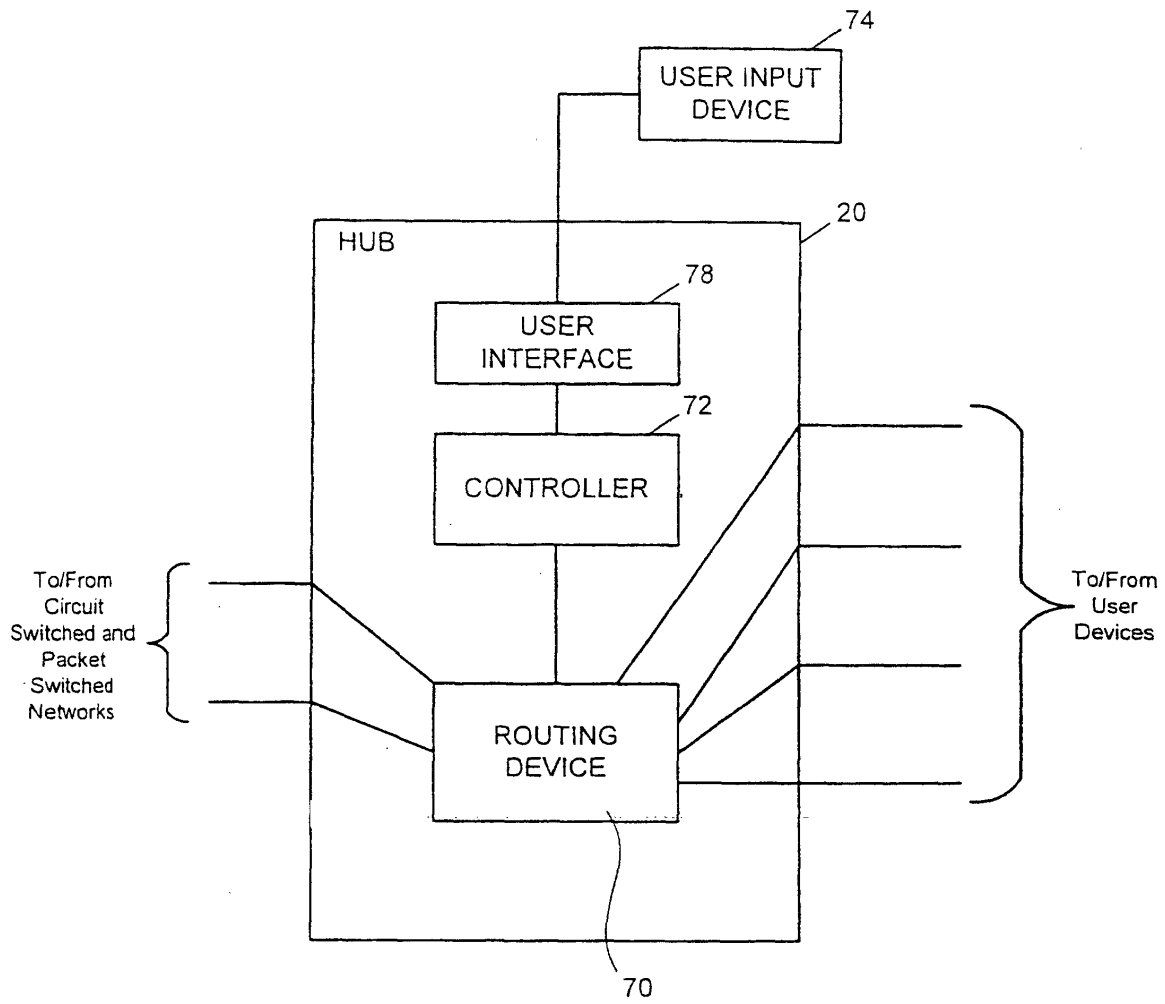 74
USER INPUT
DEVICE
20
HUB
78
USER
INTERFACE
72
CONTROLLER
To/From
Circuit
Switched and
Packet
Switched
Networks
To/From
User
Devices
ROUTING
DEVICE
70